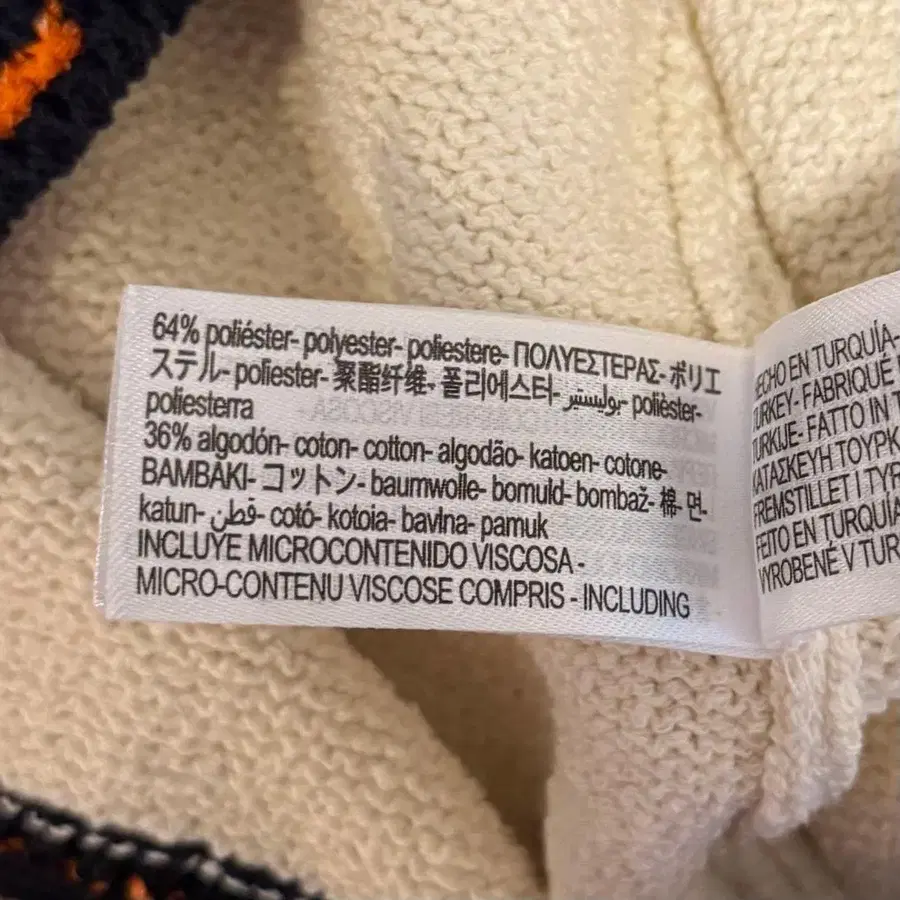 64% poliéster- polyester- poliestere- ΠΟΛΥΕΣΤΕΡΑΣ- ポリエ
ステル- poliester- 聚酯纤维- 폴리에스터- بوليستير- polièster-
poliesterra
36% algodón- coton- cotton- algodão- katoen- cotone-
BAMBAKI- コットン- baumwolle- bomuld- bombaž- 棉- 면-
katun- قطن- cotó- kotoia- bavlna- pamuk
INCLUYE MICROCONTENIDO VISCOSA -
MICRO-CONTENU VISCOSE COMPRIS - INCLUDING
HECHO EN TURQUÍA-
TURKEY- FABRIQUÉ
TURKIJE- FATTO IN
ΚΑΤΑΣΚΕΥΗ ΤΟΥΡΚ
FREMSTILLET I TYR
FEITO EN TURQUÍA
VYROBENÉ V TUR